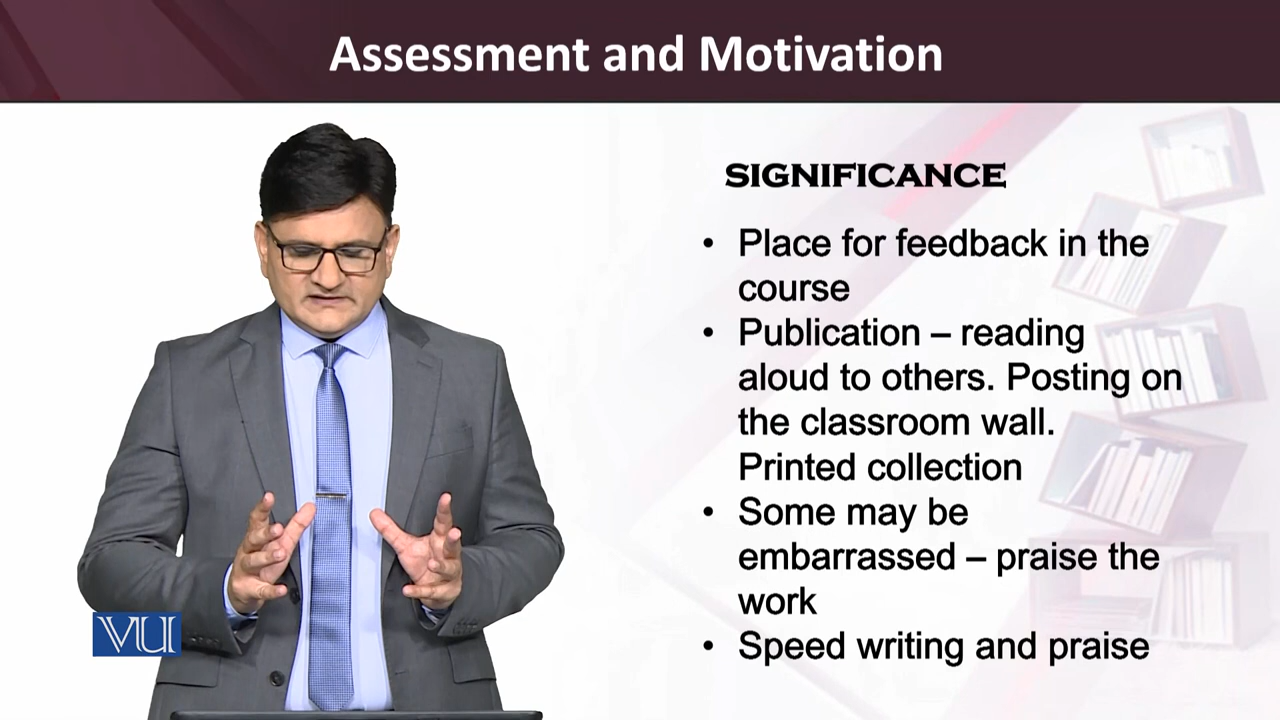 Assessment and Motivation
SIGNIFICANCE
• Place for feedback in the
course
• Publication – reading
aloud to others. Posting on
the classroom wall.
Printed collection
• Some may be
embarrassed – praise the
work
• Speed writing and praise
VU